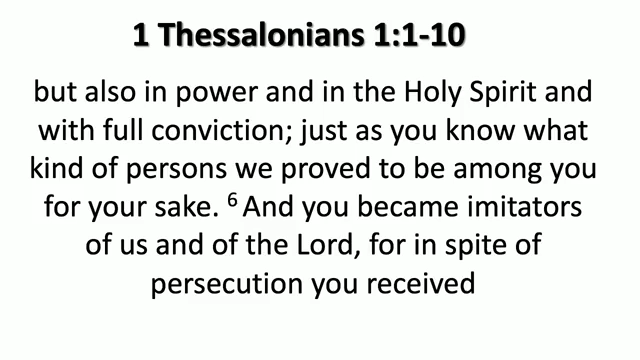 1 Thessalonians 1:1-10
but also in power and in the Holy Spirit and
with full conviction; just as you know what
kind of persons we proved to be among you
for your sake. ⁶ And you became imitators
of us and of the Lord, for in spite of
persecution you received